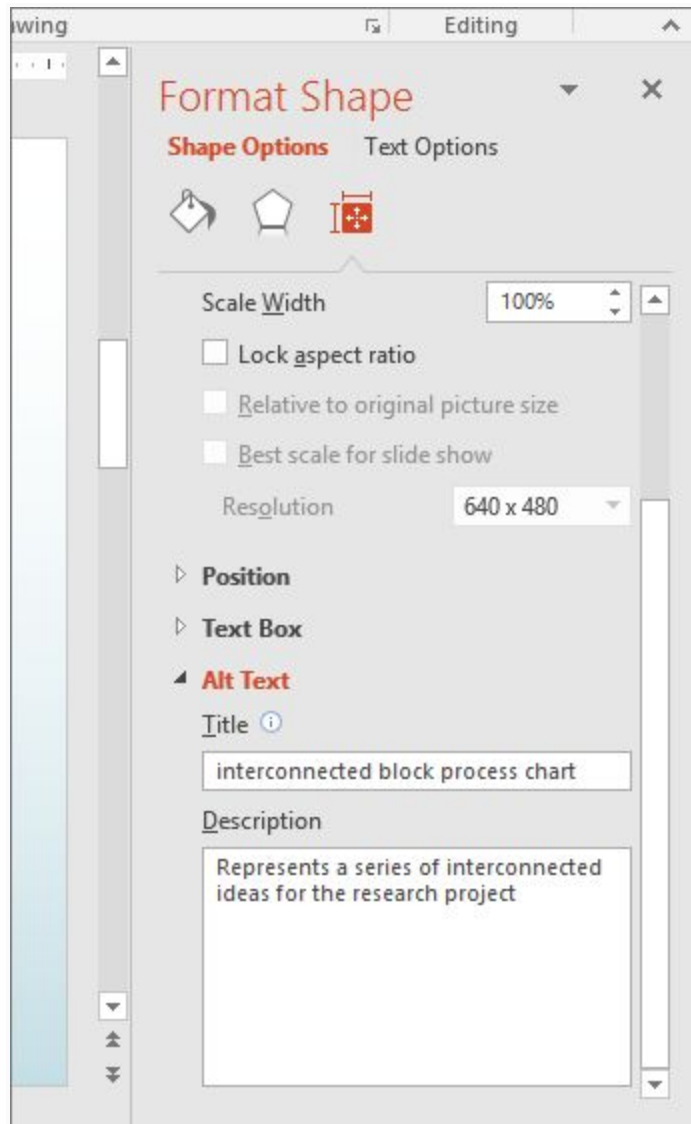 wing Editing
Format Shape
Shape Options Text Options
Scale Width 100%
Lock aspect ratio
Relative to original picture size
Best scale for slide show
Resolution 640 x 480
Position
Text Box
Alt Text
Title
interconnected block process chart
Description
Represents a series of interconnected
ideas for the research project